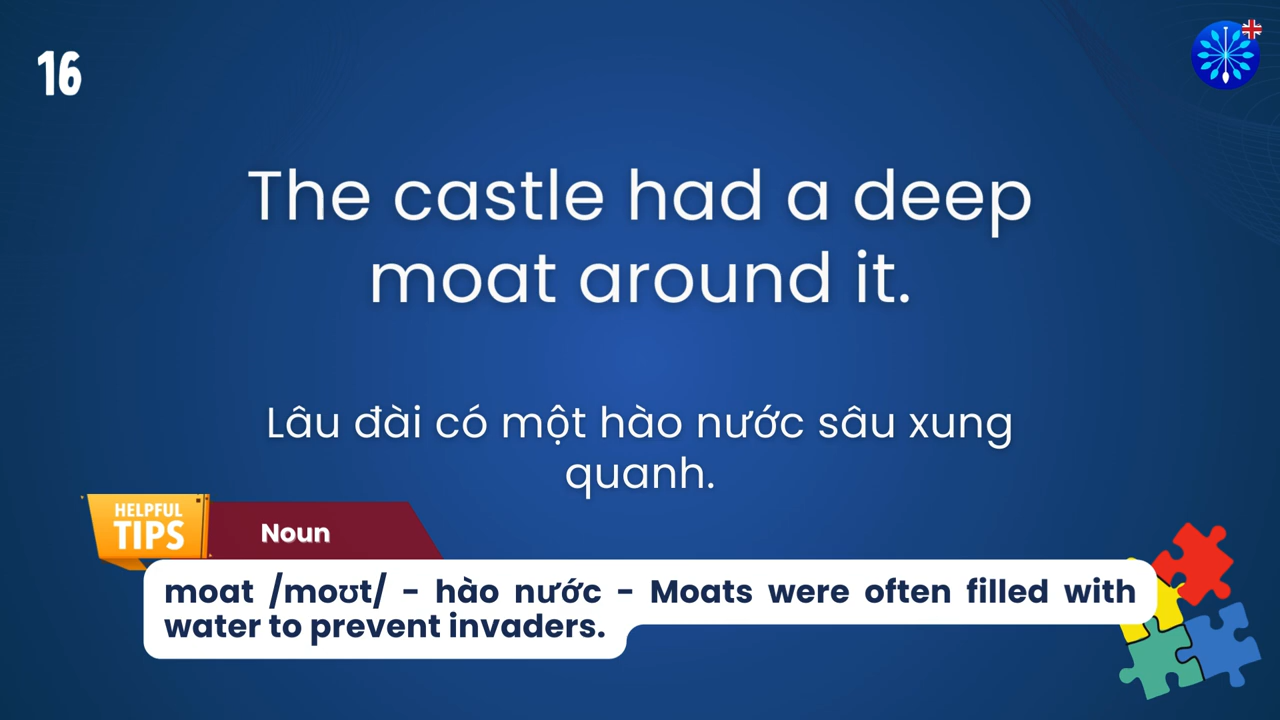 16
The castle had a deep
moat around it.
Lâu đài có một hào nước sâu xung
quanh.
HELPFUL
TIPS
Noun
moat /moʊt/ - hào nước - Moats were often filled with
water to prevent invaders.